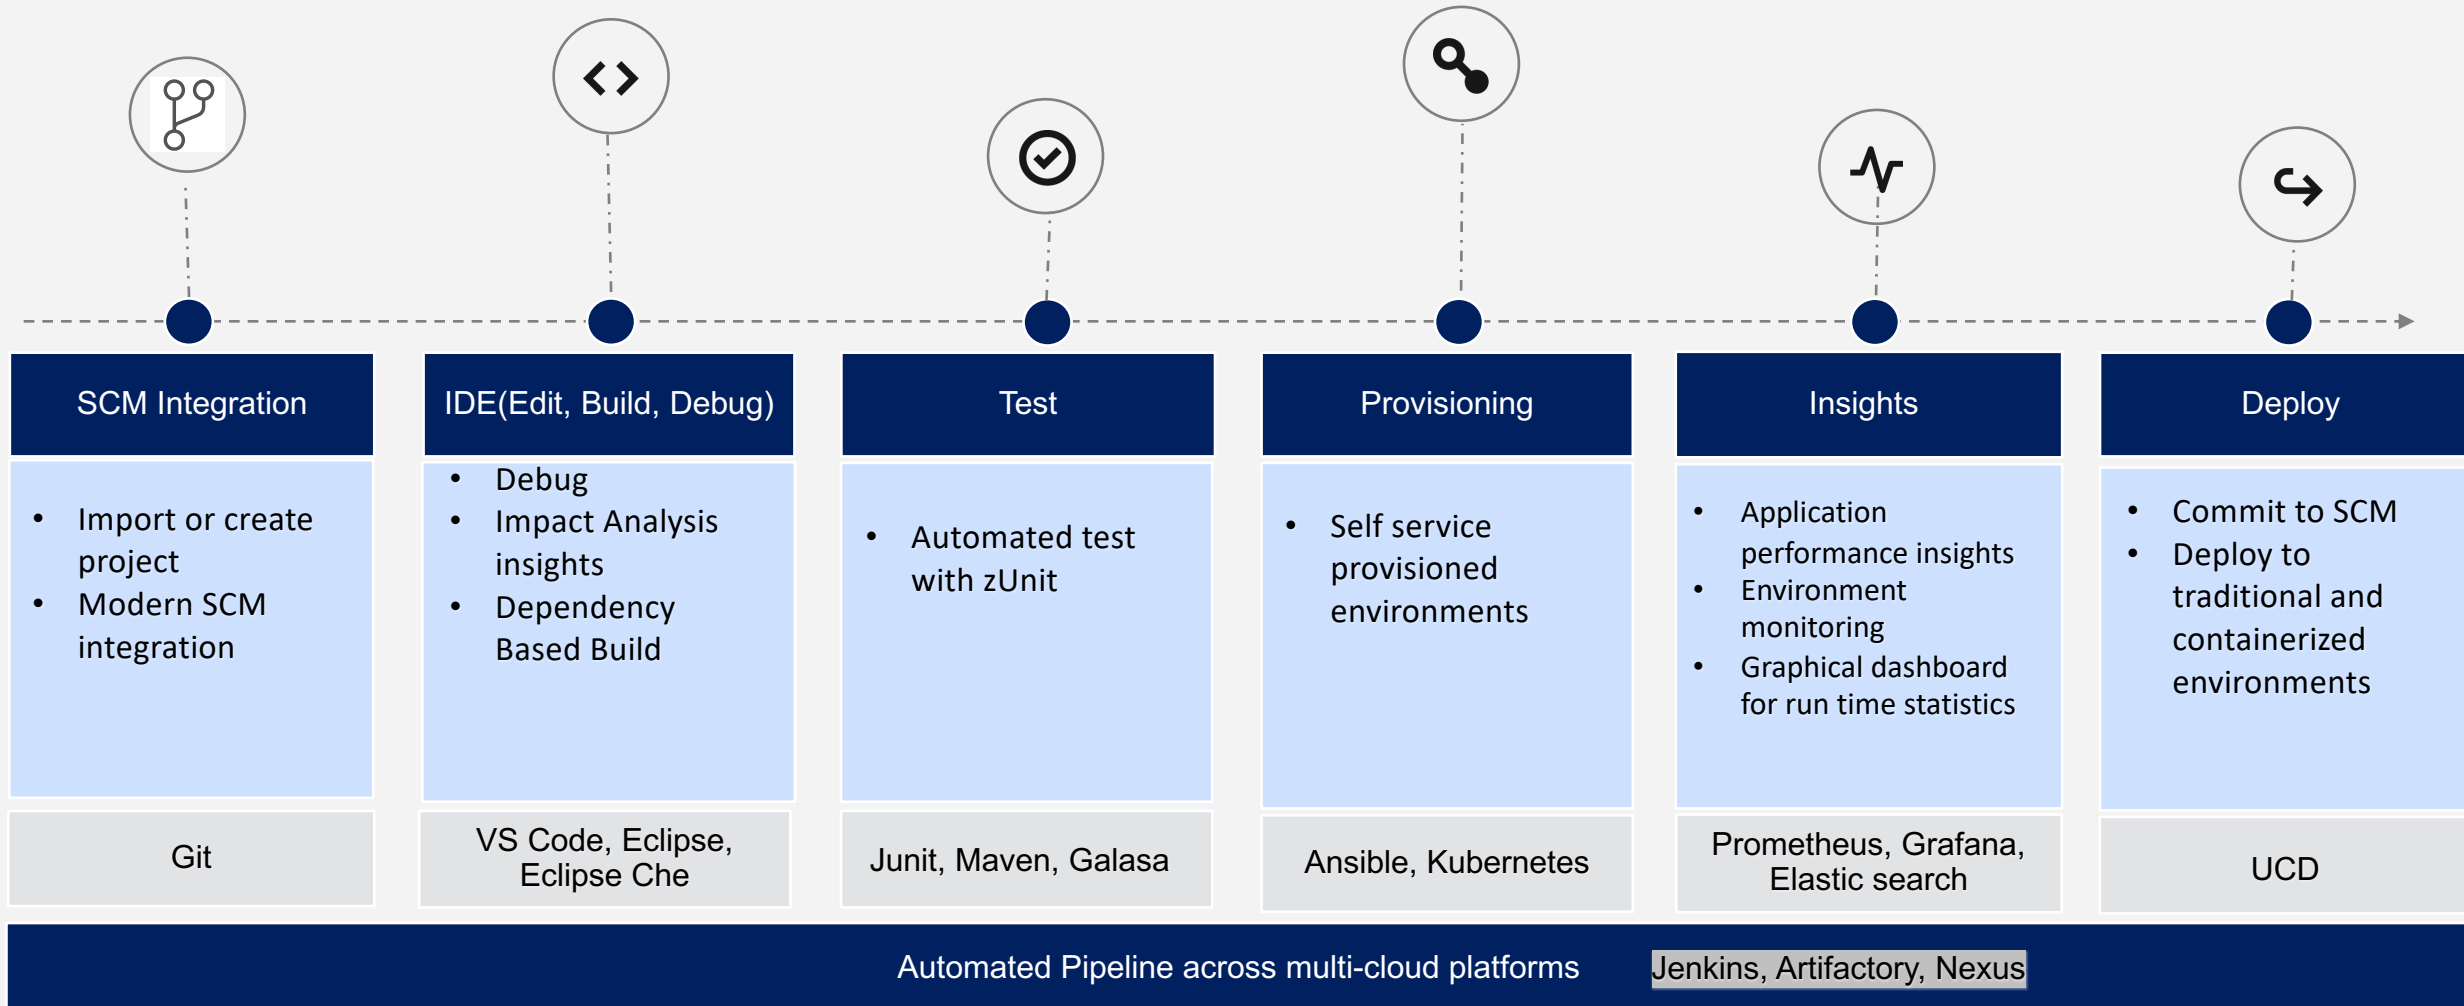 SCM Integration
• Import or create
project
• Modern SCM
integration
Git
IDE(Edit, Build, Debug)
• Debug
• Impact Analysis
insights
• Dependency
Based Build
VS Code, Eclipse,
Eclipse Che
Test
• Automated test
with zUnit
Junit, Maven, Galasa
Provisioning
• Self service
provisioned
environments
Ansible, Kubernetes
Insights
• Application
performance insights
• Environment
monitoring
• Graphical dashboard
for run time statistics
Prometheus, Grafana,
Elastic search
Deploy
• Commit to SCM
• Deploy to
traditional and
containerized
environments
UCD
Automated Pipeline across multi-cloud platforms Jenkins, Artifactory, Nexus